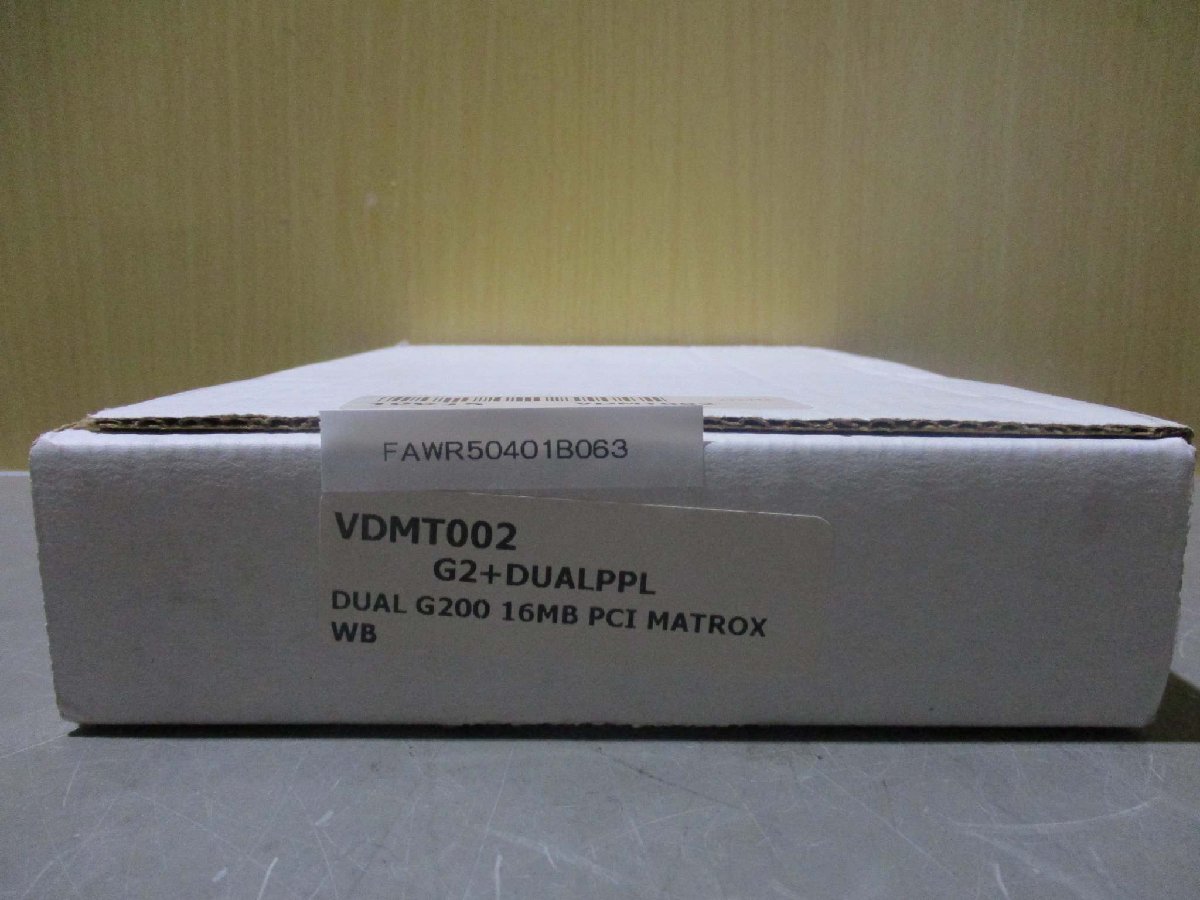 FAWR50401B063
VDMT002
G2+DUALPPL
DUAL G200 16MB PCI MATROX
WB